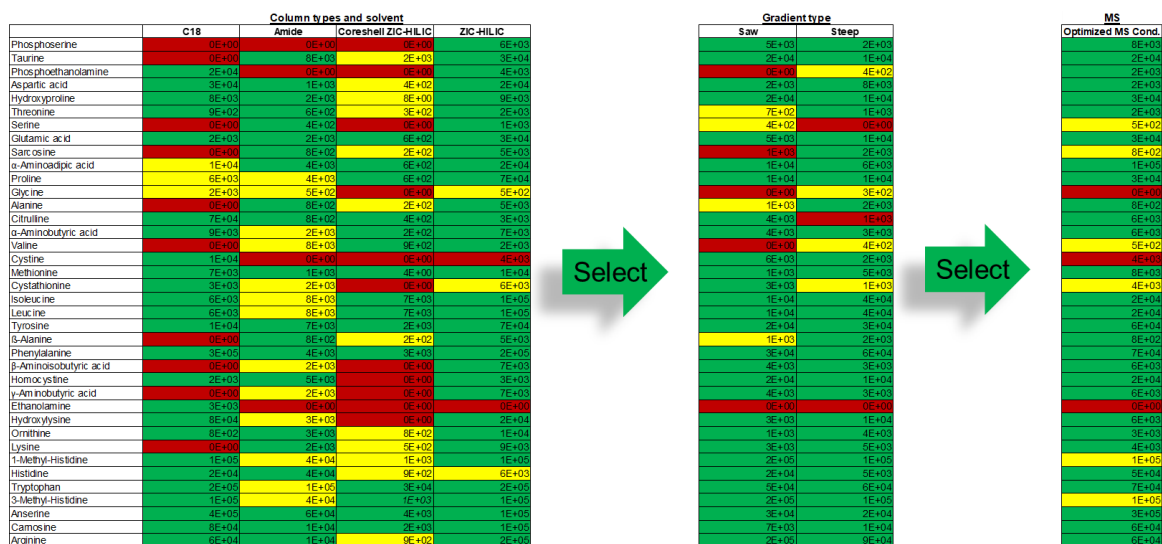 Column types and solvent Gradient type MS
C18 Amide Coreshell ZIC-HILIC ZIC-HILIC Saw Steep Optimized MS Cond.
Phosphoserine 0E+00 0E+00 0E+00 6E+03 5E+03 2E+03 8E+03
Taurine 0E+00 8E+03 2E+03 3E+04 2E+04 1E+04 2E+04
Phosphoethanolamine 2E+04 0E+00 0E+00 4E+03 0E+00 4E+02 2E+03
Aspartic acid 3E+04 1E+03 4E+02 2E+04 2E+03 8E+03 2E+03
Hydroxyproline 8E+03 2E+03 8E+00 9E+03 2E+04 1E+04 3E+04
Threonine 9E+02 6E+02 3E+02 1E+04 7E+02 1E+03 2E+03
Serine 0E+00 4E+02 0E+00 1E+03 4E+02 0E+00 5E+02
Glutamic acid 2E+03 2E+03 6E+02 3E+04 5E+03 1E+04 3E+04
Sarcosine 0E+00 8E+02 2E+02 5E+03 1E+03 2E+03 8E+02
α-Aminoadipic acid 1E+04 4E+03 6E+02 2E+04 1E+04 6E+03 1E+05
Proline 6E+03 4E+03 6E+02 7E+04 1E+04 1E+04 3E+04
Glycine 2E+03 5E+02 0E+00 5E+02 0E+00 3E+02 0E+00
Alanine 0E+00 8E+02 2E+02 5E+03 1E+03 2E+03 8E+02
Citrulline 7E+04 8E+02 4E+02 3E+03 4E+03 1E+03 6E+03
α-Aminobutyric acid 9E+03 2E+03 2E+02 7E+03 4E+03 3E+03 6E+03
Valine 0E+00 8E+03 9E+02 2E+03 0E+00 4E+02 5E+02
Cystine 1E+04 0E+00 0E+00 4E+03 6E+03 2E+03 4E+03
Methionine 7E+03 1E+03 4E+00 1E+04 1E+03 5E+03 8E+03
Cystathionine 3E+03 2E+03 0E+00 6E+03 3E+03 1E+03 4E+03
Isoleucine 6E+03 8E+03 7E+03 1E+05 1E+04 4E+04 2E+04
Leucine 6E+03 8E+03 7E+03 1E+05 1E+04 4E+04 2E+04
Tyrosine 1E+04 7E+03 2E+03 7E+04 2E+04 3E+04 6E+04
ß-Alanine 0E+00 8E+02 2E+02 5E+03 1E+03 2E+03 8E+02
Phenylalanine 3E+05 4E+03 3E+03 2E+05 3E+04 6E+04 7E+04
β-Aminoisobutyric acid 0E+00 2E+03 0E+00 7E+03 4E+03 3E+03 6E+03
Homocystine 2E+03 5E+03 0E+00 3E+03 2E+04 1E+04 2E+04
γ-Aminobutyric acid 0E+00 2E+03 0E+00 7E+03 4E+03 3E+03 6E+03
Ethanolamine 3E+03 0E+00 0E+00 0E+00 0E+00 0E+00 0E+00
Hydroxylysine 8E+04 3E+03 0E+00 2E+04 3E+03 1E+04 6E+03
Ornithine 8E+02 3E+03 8E+02 1E+04 1E+03 4E+03 3E+03
Lysine 0E+00 2E+03 5E+02 9E+03 3E+03 5E+03 4E+03
1-Methyl-Histidine 1E+05 4E+04 1E+03 1E+05 2E+05 1E+05 1E+05
Histidine 2E+04 4E+04 9E+02 6E+03 2E+04 6E+03 5E+04
Tryptophan 2E+05 1E+05 3E+04 2E+05 5E+04 6E+04 7E+04
3-Methyl-Histidine 1E+05 4E+04 1E+03 1E+05 2E+05 1E+05 1E+05
Anserine 4E+05 6E+04 4E+03 1E+05 3E+04 2E+04 3E+05
Carnosine 8E+04 1E+04 2E+03 1E+05 7E+03 1E+04 6E+04
Arginine 6E+04 1E+04 9E+02 2E+05 2E+05 9E+04 6E+04
Select
Select